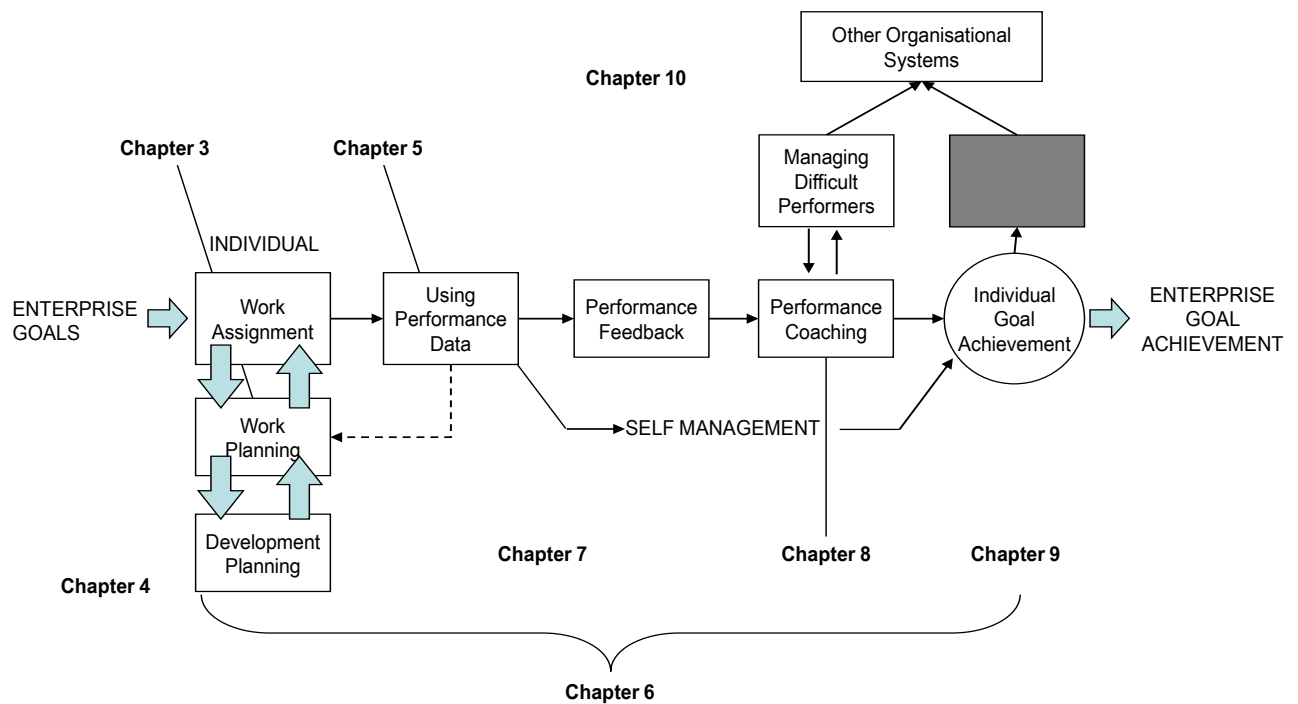 Other Organisational
Systems
Chapter 10
Chapter 3
Chapter 5
Managing
Difficult
Performers
INDIVIDUAL
ENTERPRISE
GOALS
Work
Assignment
Using
Performance
Data
Performance
Feedback
Performance
Coaching
Individual
Goal
Achievement
ENTERPRISE
GOAL
ACHIEVEMENT
Work
Planning
SELF MANAGEMENT
Development
Planning
Chapter 7
Chapter 8
Chapter 9
Chapter 4
Chapter 6